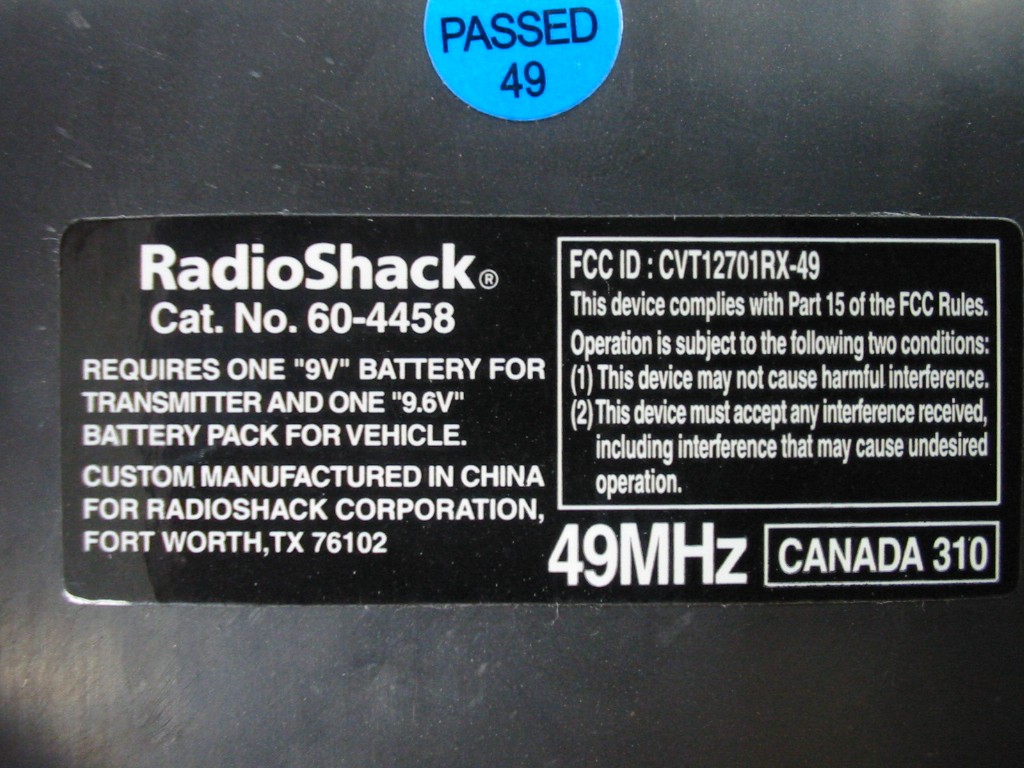 PASSED
49
RadioShack®
Cat. No. 60-4458
REQUIRES ONE "9V" BATTERY FOR
TRANSMITTER AND ONE "9.6V"
BATTERY PACK FOR VEHICLE.
CUSTOM MANUFACTURED IN CHINA
FOR RADIOSHACK CORPORATION,
FORT WORTH,TX 76102
FCC ID : CVT12701RX-49
This device complies with Part 15 of the FCC Rules.
Operation is subject to the following two conditions:
(1) This device may not cause harmful interference.
(2) This device must accept any interference received,
including interference that may cause undesired
operation.
49MHz
CANADA 310